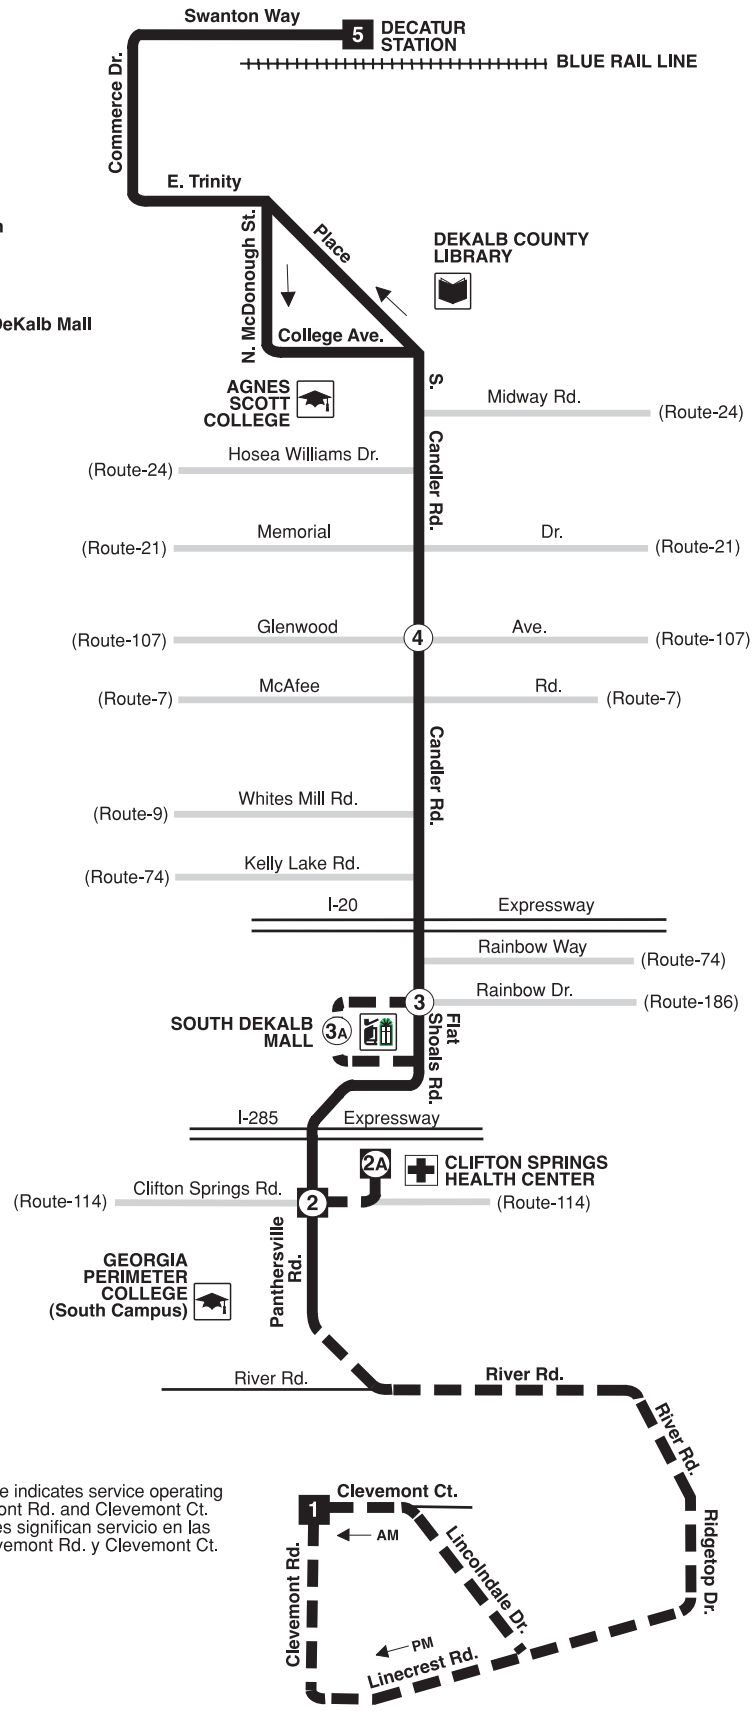 Swanton Way
5
DECATUR
STATION
BLUE RAIL LINE
Commerce Dr.
E. Trinity
Place
N. McDonough St.
DEKALB COUNTY
LIBRARY
DeKalb Mall
College Ave.
AGNES
SCOTT
COLLEGE
S.
Candler Rd.
Midway Rd.
(Route-24)
Hosea Williams Dr.
(Route-24)
Memorial
Dr.
(Route-21)
(Route-21)
Glenwood
Ave.
(Route-107)
4
(Route-107)
McAfee
Rd.
(Route-7)
(Route-7)
Candler Rd.
Whites Mill Rd.
(Route-9)
Kelly Lake Rd.
(Route-74)
I-20
Expressway
Rainbow Way
(Route-74)
Rainbow Dr.
3
(Route-186)
SOUTH DEKALB
MALL
3A
Flat
Shoals Rd.
I-285
Expressway
2A
CLIFTON SPRINGS
HEALTH CENTER
Clifton Springs Rd.
(Route-114)
2
(Route-114)
Panthersville
Rd.
GEORGIA
PERIMETER
COLLEGE
(South Campus)
River Rd.
River Rd.
River Rd.
Ridgetop Dr.
e indicates service operating
ont Rd. and Clevemont Ct.
es significan servicio en las
evemont Rd. y Clevemont Ct.
1
Clevemont Ct.
AM
Lincolndale Dr.
Clevemont Rd.
PM
Linecrest Rd.